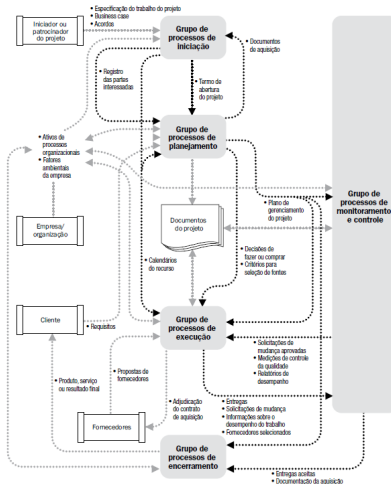 Iniciador ou
patrocinador
do projeto
• Especificação do trabalho do projeto
• Business case
• Acordos
Grupo de
processos de
iniciação
• Documentos
de aquisição
• Registro
das partes
interessadas
• Termo de
abertura
do projeto
• Ativos de
processos
organizacionais
• Fatores
ambientais
da empresa
Grupo de
processos de
planejamento
Grupo de
processos de
monitoramento
e controle
• Plano de
gerenciamento
do projeto
Empresa/
organização
Documentos
do projeto
• Decisões de
fazer ou comprar
• Critérios para
seleção de fontes
• Calendários
do recurso
Cliente
• Requisitos
Grupo de
processos de
execução
• Solicitações de
mudança aprovadas
• Medições de controle
da qualidade
• Relatórios de
desempenho
• Produto, serviço
ou resultado final
• Propostas de
fornecedores
• Adjudicação
do contrato
de aquisição
• Entregas
• Solicitações de mudança
• Informações sobre o
desempenho do trabalho
• Fornecedores selecionados
Fornecedores
Grupo de
processos de
encerramento
• Entregas aceitas
• Documentação da aquisição